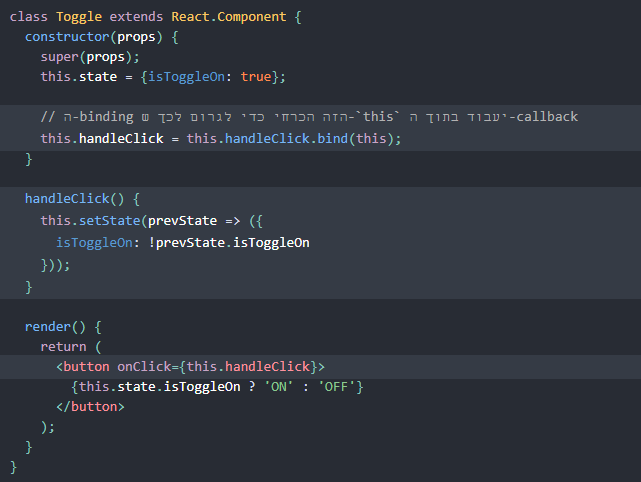 class Toggle extends React.Component {
constructor(props) {
super(props);
this.state = {isToggleOn: true};
// ה-binding הזה הכרחי כדי לגרום לכך ש-`this` יעבוד בתוך ה-callback
this.handleClick = this.handleClick.bind(this);
}
handleClick() {
this.setState(prevState => ({
isToggleOn: !prevState.isToggleOn
}));
}
render() {
return (
<button onClick={this.handleClick}>
{this.state.isToggleOn ? 'ON' : 'OFF'}
</button>
);
}
}